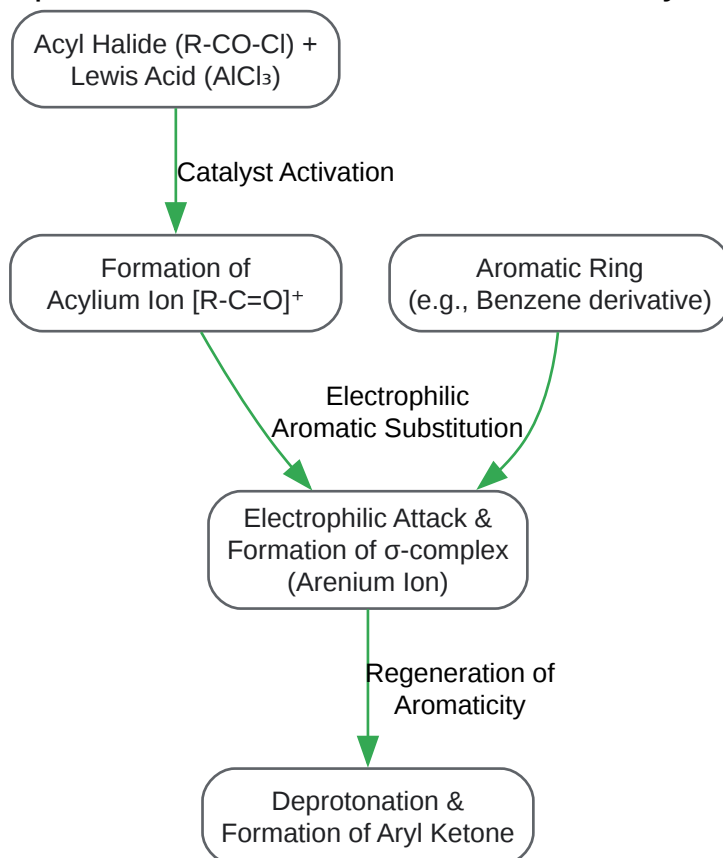 Acyl Halide (R-CO-Cl) +
Lewis Acid (AlCl₃)
Catalyst Activation
Formation of
Acylium Ion [R-C=O]⁺
Aromatic Ring
(e.g., Benzene derivative)
Electrophilic
Aromatic Substitution
Electrophilic Attack &
Formation of σ-complex
(Arenium Ion)
Regeneration of
Aromaticity
Deprotonation &
Formation of Aryl Ketone